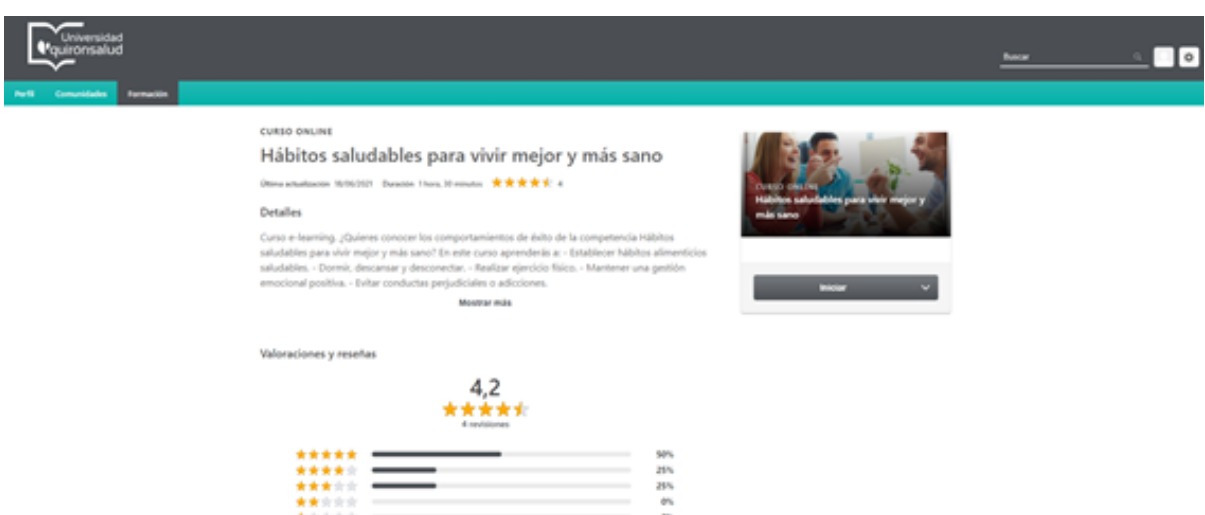 Universidad
quironsalud
Buscar
Perfil Comunidades Formación
CURSO ONLINE
Hábitos saludables para vivir mejor y más sano
Última actualización 18/06/2021 Duración 1 hora, 30 minutos 4
Detalles
Curso e-learning. ¿Quieres conocer los comportamientos de éxito de la competencia Hábitos
saludables para vivir mejor y más sano? En este curso aprenderás a: - Establecer hábitos alimenticios
saludables. - Dormir, descansar y desconectar. - Realizar ejercicio físico. - Mantener una gestión
emocional positiva. - Evitar conductas perjudiciales o adicciones.
Mostrar más
CURSO ONLINE
Hábitos saludables para vivir mejor y
más sano
Iniciar
Valoraciones y reseñas
4,2
4 revisiones
50%
25%
25%
0%